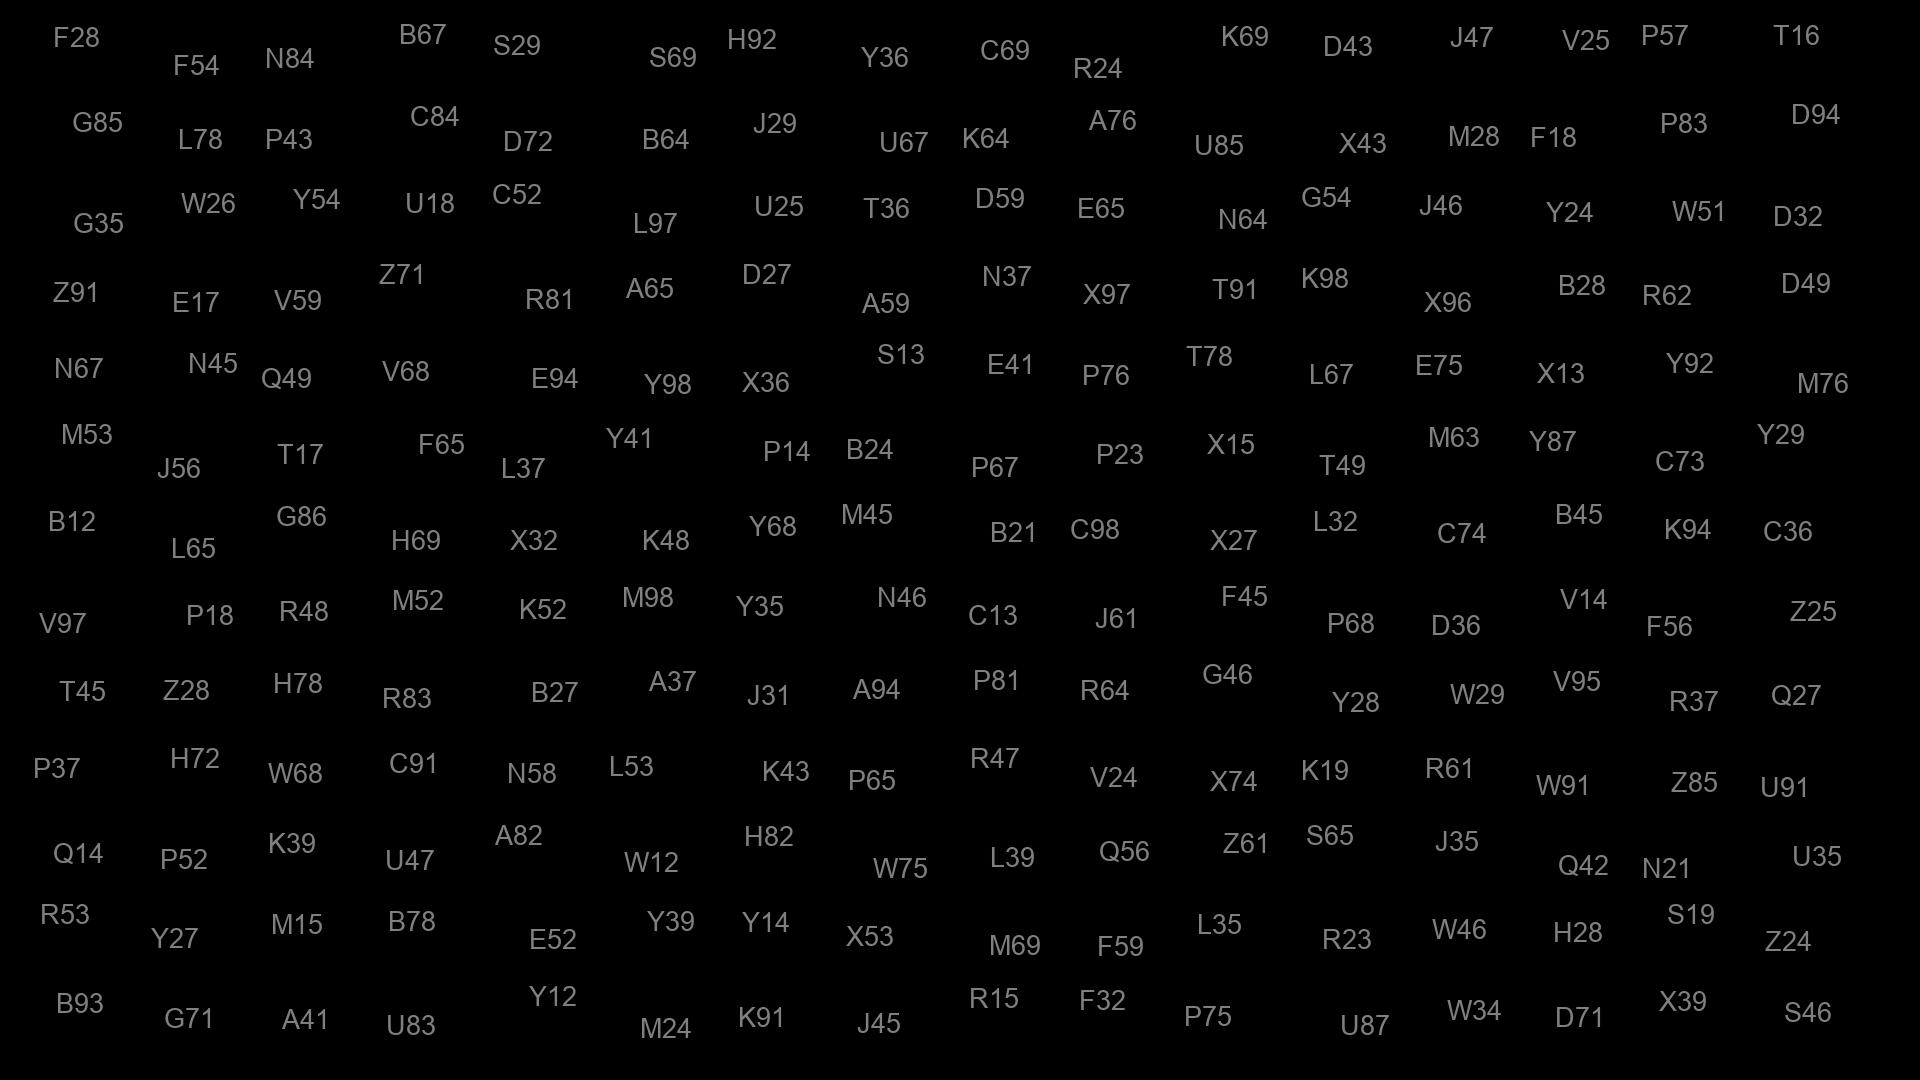 F28 F54 N84 B67 S29 S69 H92 Y36 C69 R24 K69 D43 J47 V25 P57 T16
G85 L78 P43 C84 D72 B64 J29 U67 K64 A76 U85 X43 M28 F18 P83 D94
G35 W26 Y54 U18 C52 L97 U25 T36 D59 E65 N64 G54 J46 Y24 W51 D32
Z91 E17 V59 Z71 R81 A65 D27 A59 N37 X97 T91 K98 X96 B28 R62 D49
N67 N45 Q49 V68 E94 Y98 X36 S13 E41 P76 T78 L67 E75 X13 Y92 M76
M53 J56 T17 F65 L37 Y41 P14 B24 P67 P23 X15 T49 M63 Y87 C73 Y29
B12 L65 G86 H69 X32 K48 Y68 M45 B21 C98 X27 L32 C74 B45 K94 C36
V97 P18 R48 M52 K52 M98 Y35 N46 C13 J61 F45 P68 D36 V14 F56 Z25
T45 Z28 H78 R83 B27 A37 J31 A94 P81 R64 G46 Y28 W29 V95 R37 Q27
P37 H72 W68 C91 N58 L53 K43 P65 R47 V24 X74 K19 R61 W91 Z85 U91
Q14 P52 K39 U47 A82 W12 H82 W75 L39 Q56 Z61 S65 J35 Q42 N21 U35
R53 Y27 M15 B78 E52 Y39 Y14 X53 M69 F59 L35 R23 W46 H28 S19 Z24
B93 G71 A41 U83 Y12 M24 K91 J45 R15 F32 P75 U87 W34 D71 X39 S46